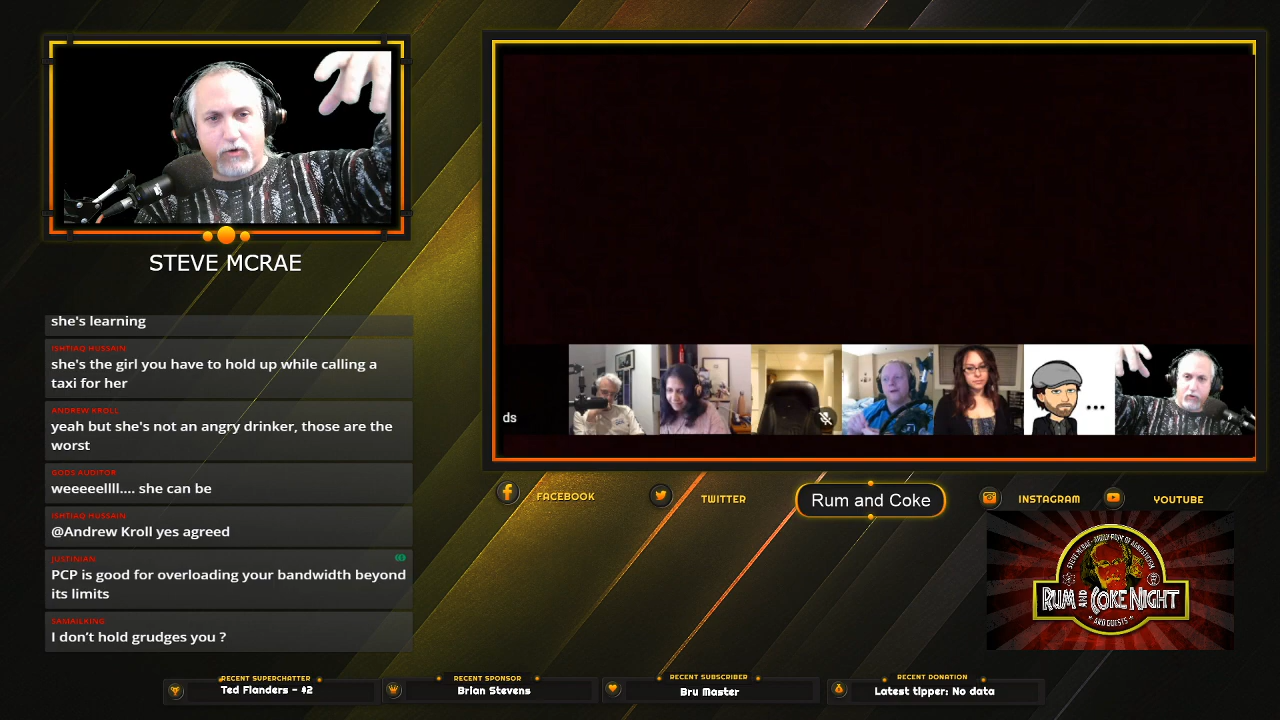 STEVE MCRAE
she's learning
ISHTIAQ HUSSAIN
she's the girl you have to hold up while calling a
taxi for her
ANDREW KROLL
yeah but she's not an angry drinker, those are the
worst
GODS AUDITOR
weeeeellll.... she can be
ISHTIAQ HUSSAIN
@Andrew Kroll yes agreed
JUSTINIAN
PCP is good for overloading your bandwidth beyond
its limits
SAMAIEKING
I don't hold grudges you ?
ds
...
FACEBOOK
TWITTER
Rum and Coke
INSTAGRAM
YOUTUBE
RUM AND COKE NIGHT
AND GUESTS
RECENT SUPERCHATTER
Ted Flanders - $2
RECENT SPONSOR
Brian Stevens
RECENT SUBSCRIBER
Bru Master
RECENT DONATION
Latest tipper: No data